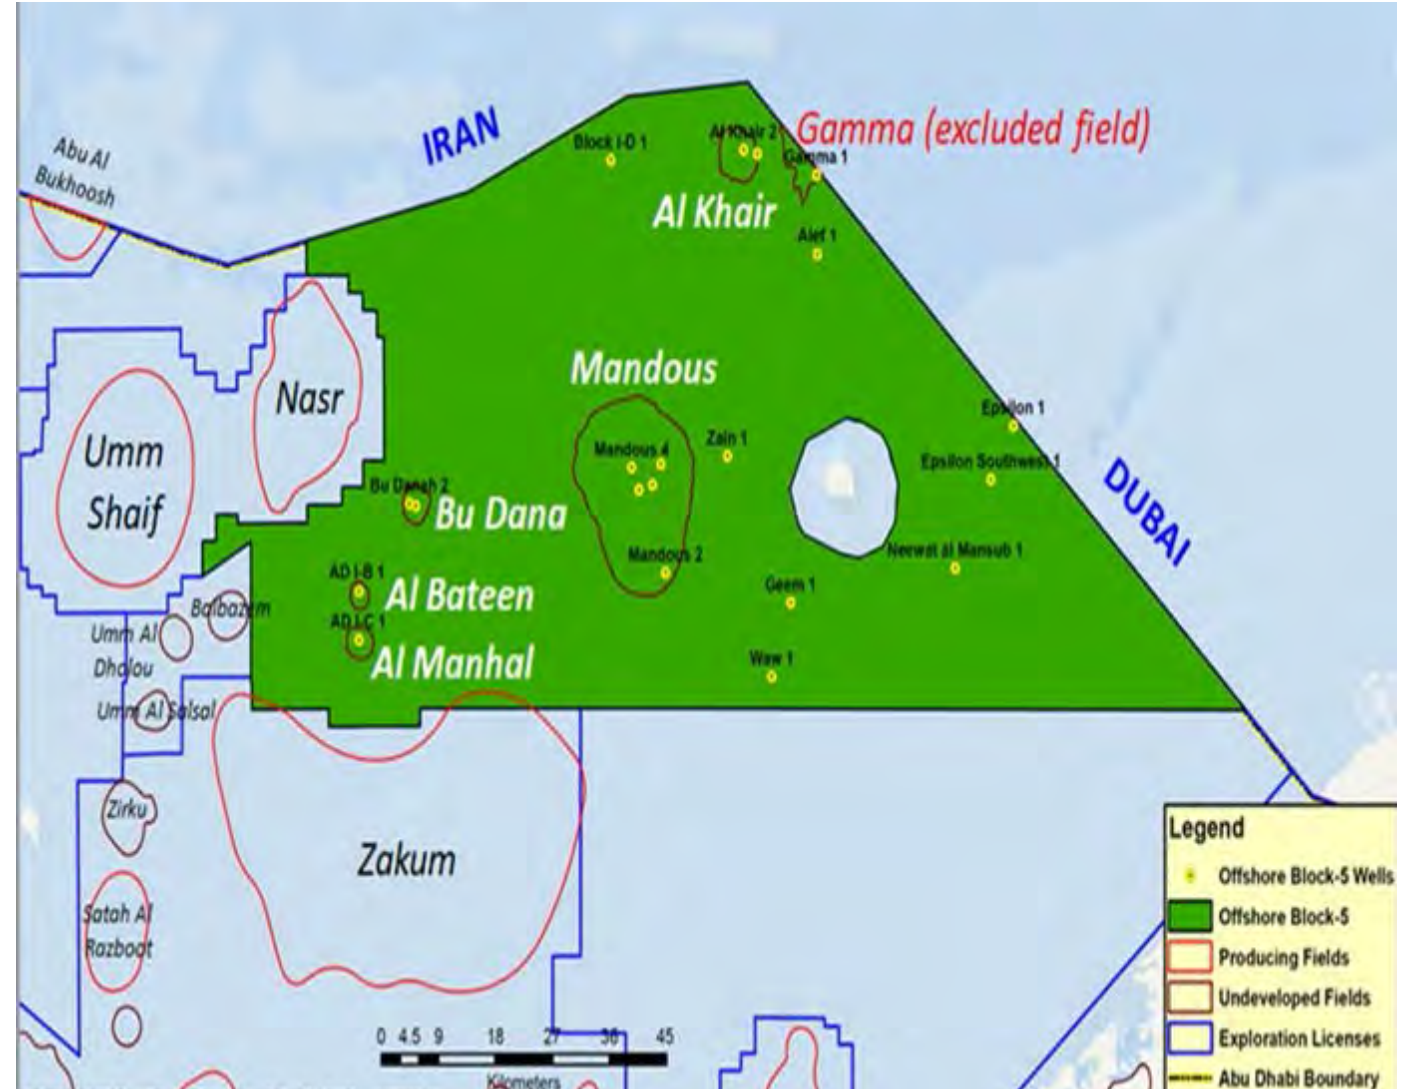 IRAN
Gamma (excluded field)
Abu Al
Bukhoosh
Block I-D 1
Al Khair 2
Gamma 1
Al Khair
Alef 1
Mandous
Nasr
Umm
Shaif
Epsilon 1
Mandous 4
Zain 1
Epsilon Southwest 1
DUBAI
Bu Danah 2
Bu Dana
Mandous 2
Neewat al Mansub 1
AD I-B 1
Al Bateen
Geem 1
Balbazem
AD I-C 1
Umm Al
Dholou
Al Manhal
Waw 1
Umm Al Salsal
Zirku
Zakum
Satah Al
Razboot
0 4.5 9 18 27 36 45
Kilometers
Legend
Offshore Block-5 Wells
Offshore Block-5
Producing Fields
Undeveloped Fields
Exploration Licenses
Abu Dhabi Boundary